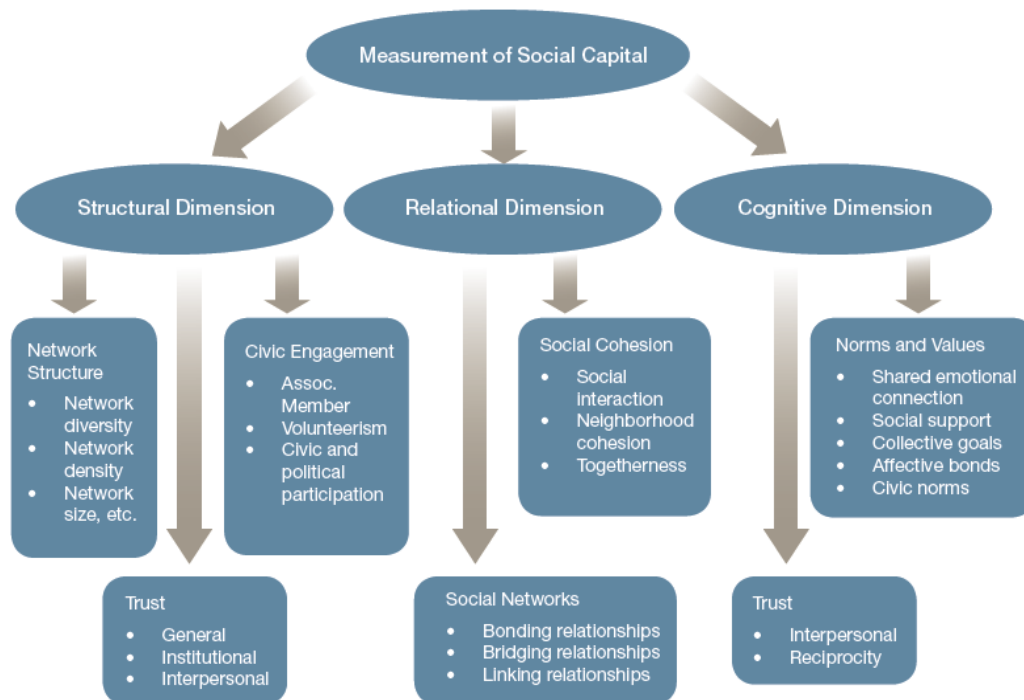 Measurement of Social Capital
Structural Dimension
Relational Dimension
Cognitive Dimension
Network
Structure
• Network
diversity
• Network
density
• Network
size, etc.
Civic Engagement
• Assoc.
Member
• Volunteerism
• Civic and
political
participation
Social Cohesion
• Social
interaction
• Neighborhood
cohesion
• Togetherness
Norms and Values
• Shared emotional
connection
• Social support
• Collective goals
• Affective bonds
• Civic norms
Trust
• General
• Institutional
• Interpersonal
Social Networks
• Bonding relationships
• Bridging relationships
• Linking relationships
Trust
• Interpersonal
• Reciprocity